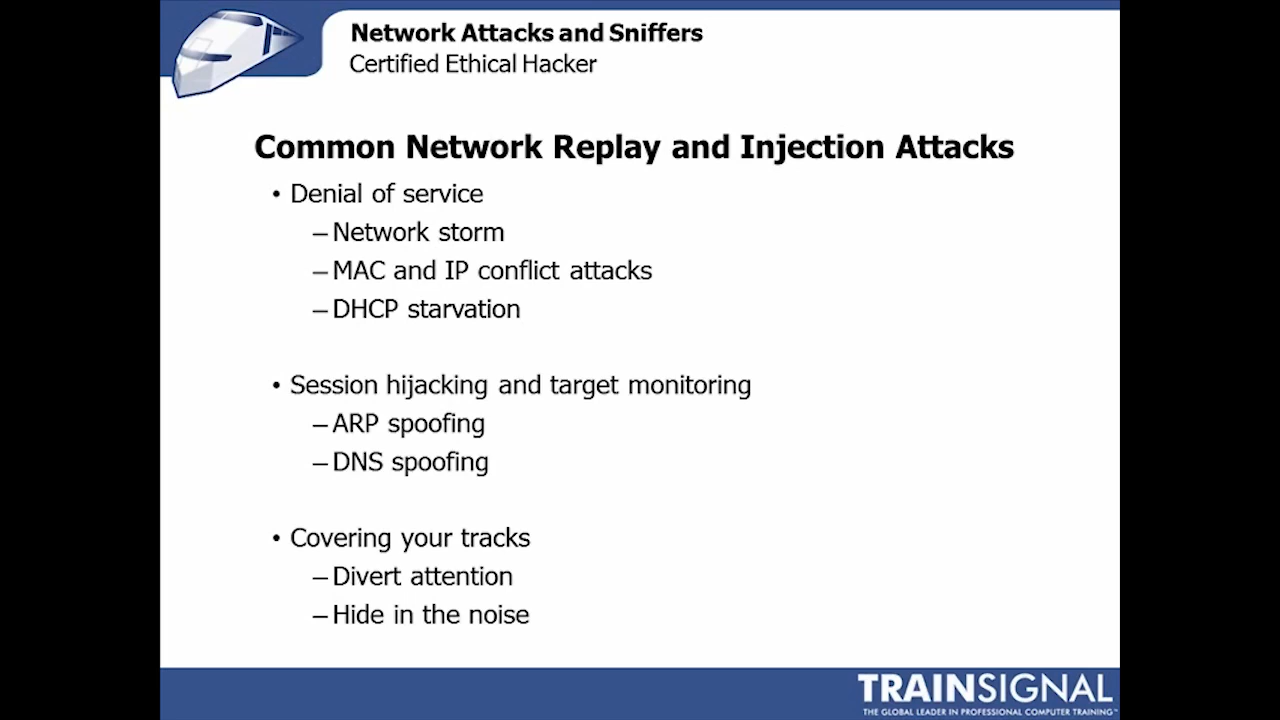 Network Attacks and Sniffers
Certified Ethical Hacker
Common Network Replay and Injection Attacks
• Denial of service
– Network storm
– MAC and IP conflict attacks
– DHCP starvation
• Session hijacking and target monitoring
– ARP spoofing
– DNS spoofing
• Covering your tracks
– Divert attention
– Hide in the noise
TRAINSIGNAL
THE GLOBAL LEADER IN PROFESSIONAL COMPUTER TRAINING™